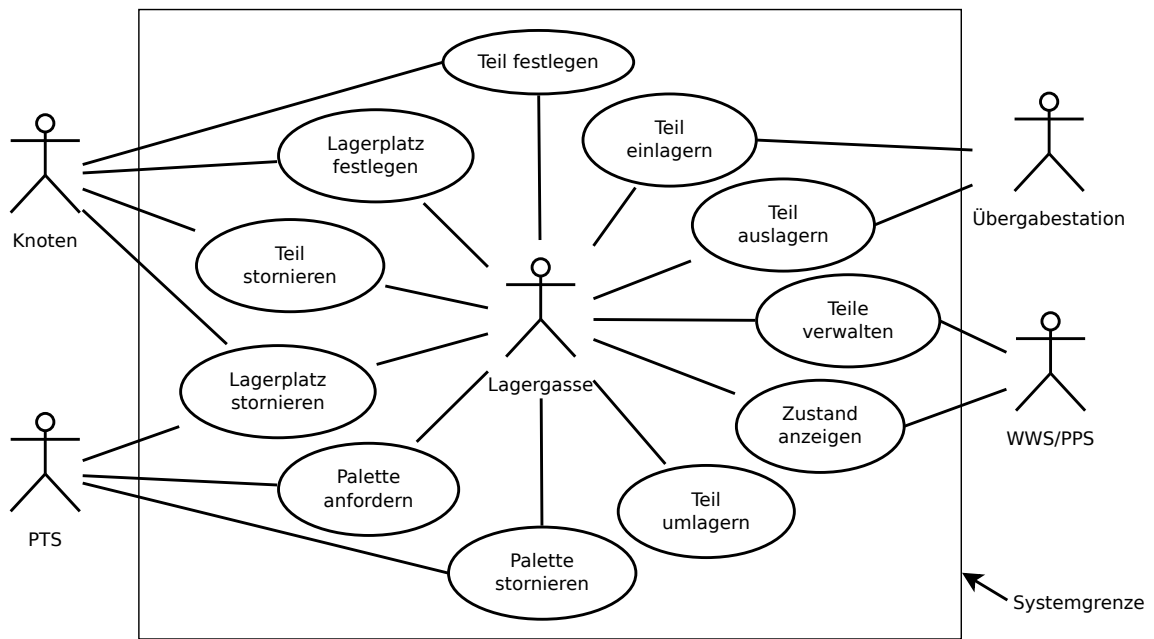 Teil festlegen
Lagerplatz
festlegen
Teil
einlagern
Teil
auslagern
Knoten
Übergabestation
Teil
stornieren
Teile
verwalten
Lagergasse
Lagerplatz
stornieren
Zustand
anzeigen
WWS/PPS
Palette
anfordern
Teil
umlagern
PTS
Palette
stornieren
Systemgrenze